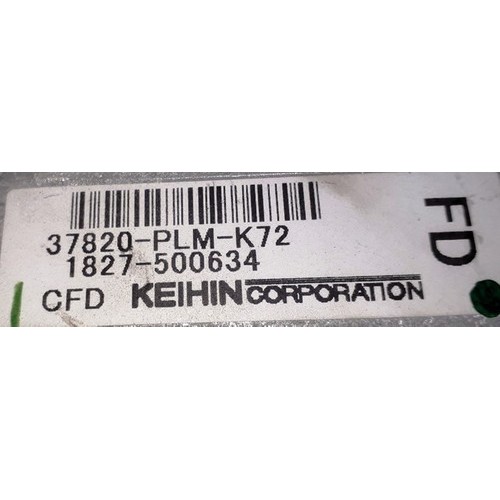 37820-PLM-K72
1827-500634
CFD KEIHIN CORPORATION
FD